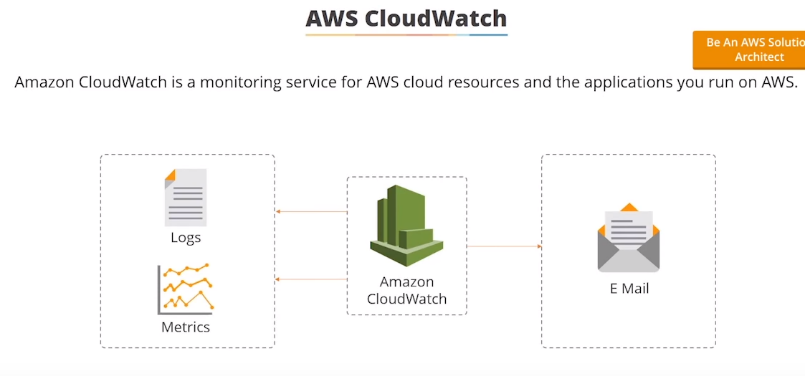 AWS CloudWatch
Be An AWS Solutio
Architect
Amazon CloudWatch is a monitoring service for AWS cloud resources and the applications you run on AWS.
Logs
Metrics
Amazon
CloudWatch
E Mail